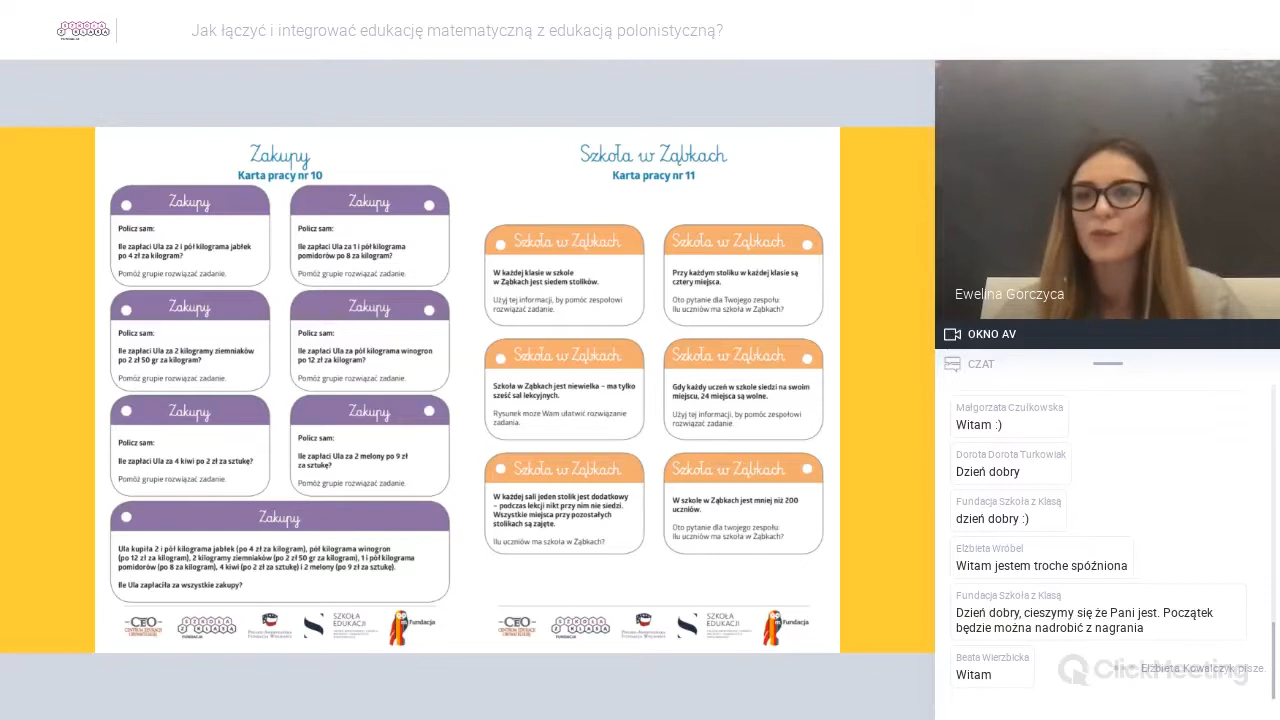 SZKOŁA
Z KLASĄ
Jak łączyć i integrować edukację matematyczną z edukacją polonistyczną?
Zakupy
Karta pracy nr 10
Zakupy
Policz sam:
Ile zapłaci Ula za 2 i pół kilograma jabłek
po 4 zł za kilogram?
Pomóż grupie rozwiązać zadanie.
Zakupy
Policz sam:
Ile zapłaci Ula za 1 i pół kilograma
pomidorów po 8 za kilogram?
Pomóż grupie rozwiązać zadanie.
Zakupy
Policz sam:
Ile zapłaci Ula za 2 kilogramy ziemniaków
po 2 zł 50 gr za kilogram?
Pomóż grupie rozwiązać zadanie.
Zakupy
Policz sam:
Ile zapłaci Ula za pół kilograma winogron
po 12 zł za kilogram?
Pomóż grupie rozwiązać zadanie.
Zakupy
Policz sam:
Ile zapłaci Ula za 4 kiwi po 2 zł za sztukę?
Pomóż grupie rozwiązać zadanie.
Zakupy
Policz sam:
Ile zapłaci Ula za 2 melony po 9 zł
za sztukę?
Pomóż grupie rozwiązać zadanie.
Zakupy
Ula kupiła 2 i pół kilograma jabłek (po 4 zł za kilogram), pół kilograma winogron
(po 12 zł za kilogram), 2 kilogramy ziemniaków (po 2 zł 50 gr za kilogram), 1 i pół kilograma
pomidorów (po 8 za kilogram), 4 kiwi (po 2 zł za sztukę) i 2 melony (po 9 zł za sztukę).
Ile Ula zapłaciła za wszystkie zakupy?
CEO
SZKOŁA
Z KLASĄ
FUNDACJA
SZKOŁA
EDUKACJI
Fundacja
Szkoła w Ząbkach
Karta pracy nr 11
Szkoła w Ząbkach
W każdej klasie w szkole
w Ząbkach jest siedem stolików.
Użyj tej informacji, by pomóc zespołowi
rozwiązać zadanie.
Szkoła w Ząbkach
Przy każdym stoliku w każdej klasie są
cztery miejsca.
Oto pytanie dla Twojego zespołu:
Ilu uczniów ma szkoła w Ząbkach?
Szkoła w Ząbkach
Szkoła w Ząbkach jest niewielka – ma tylko
sześć sal lekcyjnych.
Rysunek może Wam ułatwić rozwiązanie
zadania.
Szkoła w Ząbkach
Gdy każdy uczeń w szkole siedzi na swoim
miejscu, 24 miejsca są wolne.
Użyj tej informacji, by pomóc zespołowi
rozwiązać zadanie.
Szkoła w Ząbkach
W każdej sali jeden stolik jest dodatkowy
– podczas lekcji nikt przy nim nie siedzi.
Wszystkie miejsca przy pozostałych
stolikach są zajęte.
Ilu uczniów ma szkoła w Ząbkach?
Szkoła w Ząbkach
W szkole w Ząbkach jest mniej niż 200
uczniów.
Oto pytanie dla twojego zespołu:
Ilu uczniów ma szkoła w Ząbkach?
CEO
SZKOŁA
Z KLASĄ
FUNDACJA
SZKOŁA
EDUKACJI
Fundacja
Ewelina Gorczyca
OKNO AV
CZAT
Małgorzata Czułkowska
Witam :)
Dorota Dorota Turkowiak
Dzień dobry
Fundacja Szkoła z Klasą
dzień dobry :)
Elżbieta Wróbel
Witam jestem troche spóźniona
Fundacja Szkoła z Klasą
Dzień dobry, cieszymy się że Pani jest. Początek
będzie można nadrobić z nagrania
Beata Wierzbicka
Witam
ClickMeeting
Elżbieta Kowalczyk pisze.